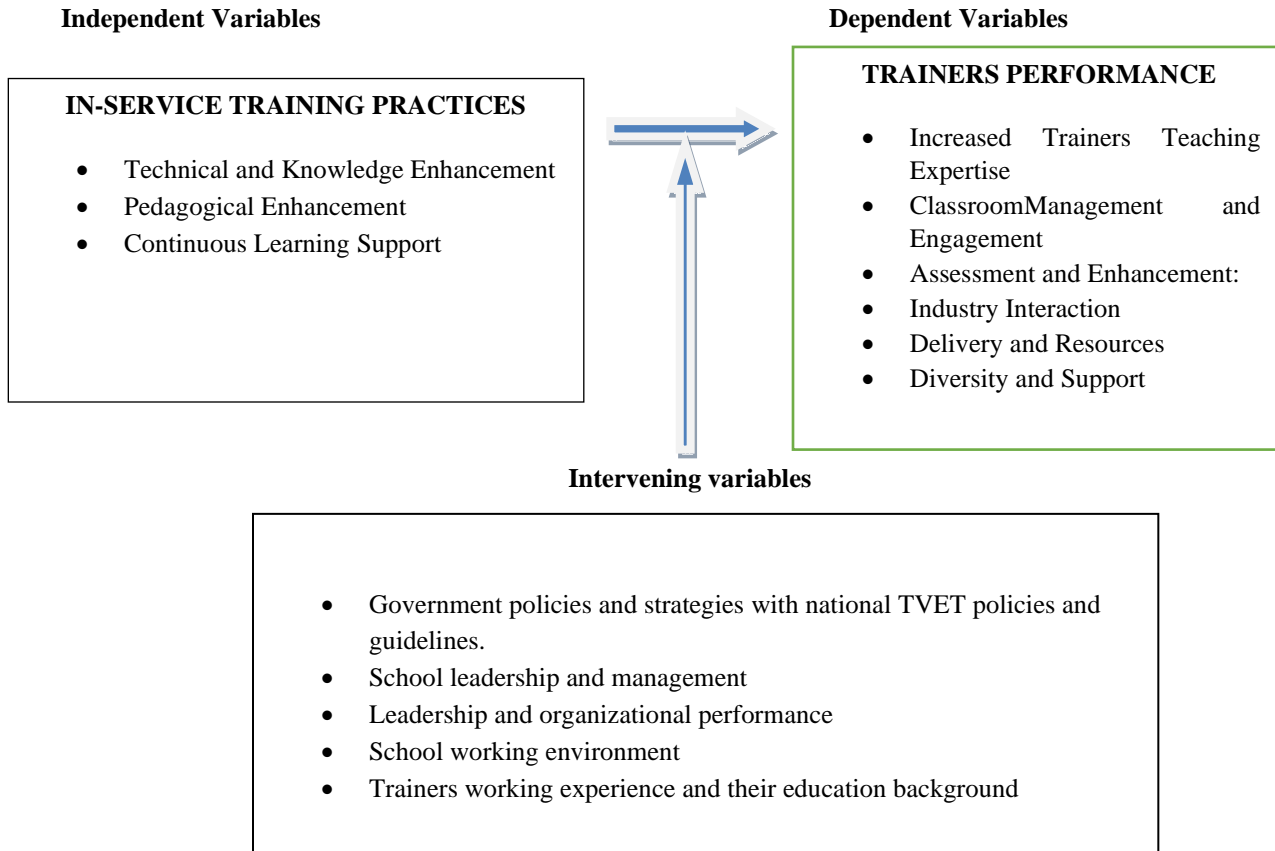 Independent Variables
Dependent Variables
IN-SERVICE TRAINING PRACTICES
• Technical and Knowledge Enhancement
• Pedagogical Enhancement
• Continuous Learning Support
TRAINERS PERFORMANCE
• Increased Trainers Teaching
Expertise
• ClassroomManagement and
Engagement
• Assessment and Enhancement:
• Industry Interaction
• Delivery and Resources
• Diversity and Support
Intervening variables
• Government policies and strategies with national TVET policies and
guidelines.
• School leadership and management
• Leadership and organizational performance
• School working environment
• Trainers working experience and their education background